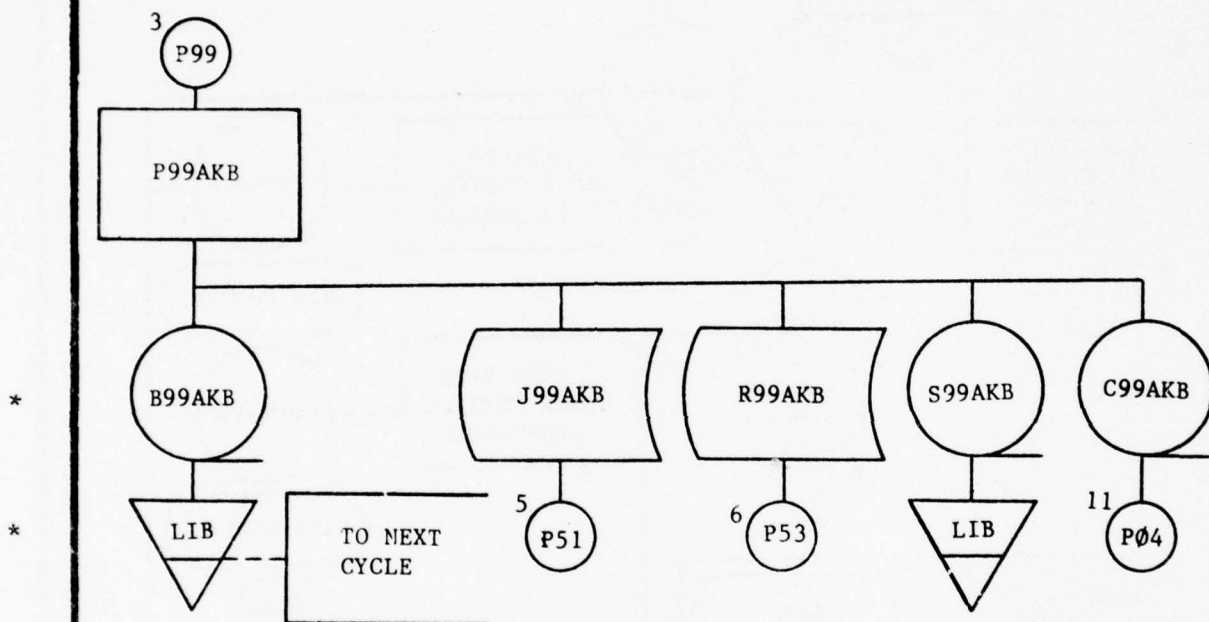 3
P99
P99AKB
* B99AKB J99AKB R99AKB S99AKB C99AKB
5 6 11
* LIB TO NEXT P51 P53 LIB PØ4
CYCLE